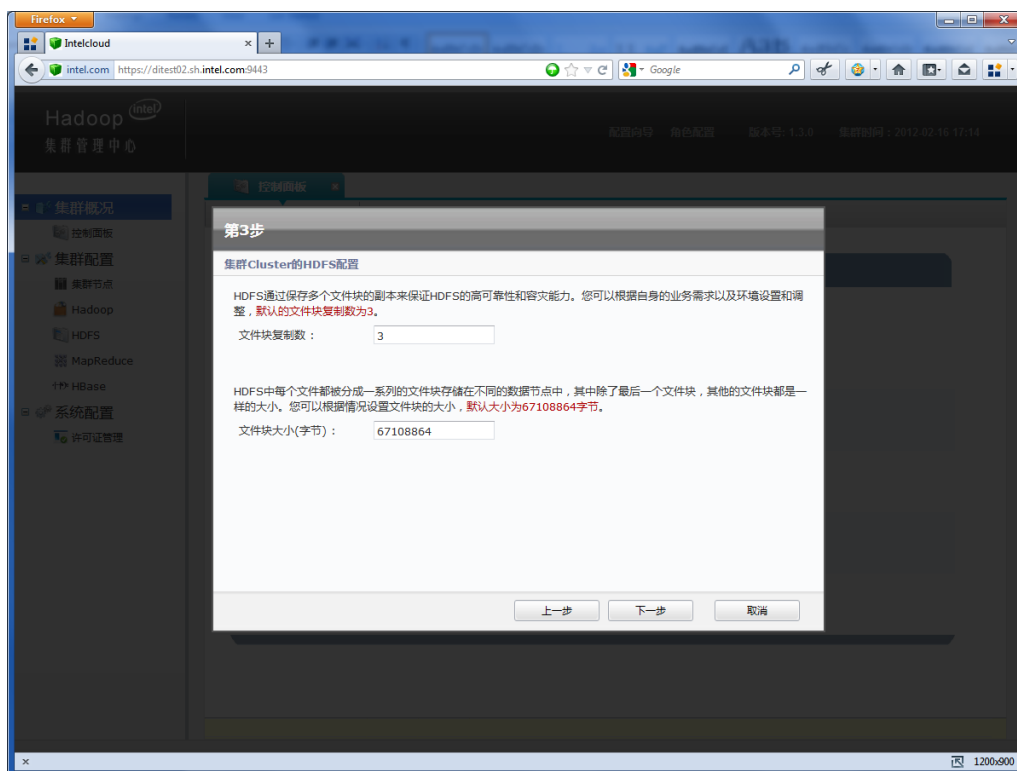 Firefox
Intelcloud
intel.com https://ditest02.sh.intel.com:9443
Google
Hadoop (intel)
集群管理中心
配置向导 角色配置 版本号: 1.3.0 集群时间 : 2012-02-16 17:14
控制面板
集群概况
控制面板
集群配置
集群节点
Hadoop
HDFS
MapReduce
HBase
系统配置
许可证管理
第3步
集群Cluster的HDFS配置
HDFS通过保存多个文件块的副本来保证HDFS的高可靠性和容灾能力。您可以根据自身的业务需求以及环境设置和调
整，默认的文件块复制数为3。
文件块复制数： 3
HDFS中每个文件都被分成一系列的文件块存储在不同的数据节点中，其中除了最后一个文件块，其他的文件块都是一
样的大小。您可以根据情况设置文件块的大小，默认大小为67108864字节。
文件块大小(字节)： 67108864
上一步 下一步 取消
1200x900